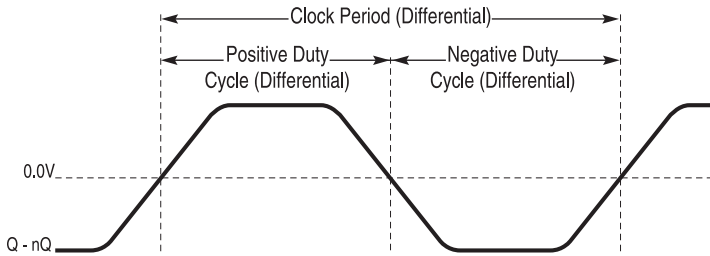 Clock Period (Differential)
Positive Duty
Cycle (Differential)
Negative Duty
Cycle (Differential)
0.0V
Q - nQ